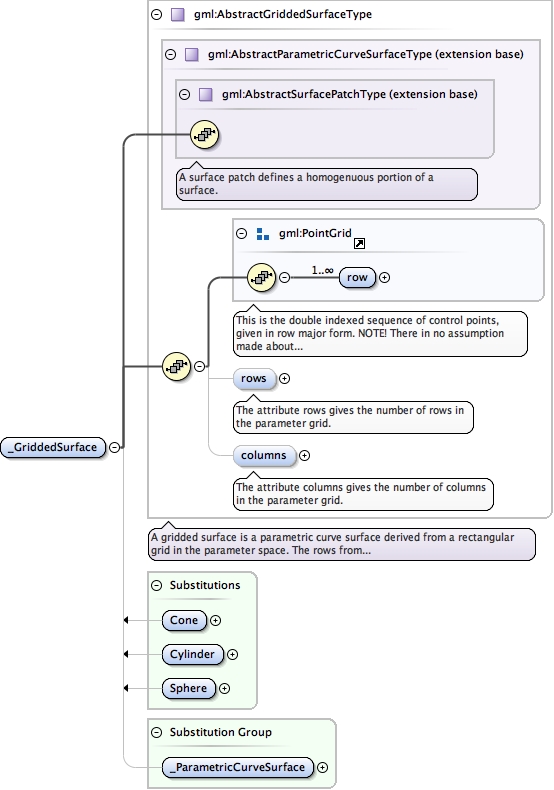 gml:AbstractGriddedSurfaceType
gml:AbstractParametricCurveSurfaceType (extension base)
gml:AbstractSurfacePatchType (extension base)
A surface patch defines a homogenuous portion of a
surface.
gml:PointGrid
1..∞
row
This is the double indexed sequence of control points,
given in row major form. NOTE! There in no assumption
made about...
rows
The attribute rows gives the number of rows in
the parameter grid.
_GriddedSurface
columns
The attribute columns gives the number of columns
in the parameter grid.
A gridded surface is a parametric curve surface derived from a rectangular
grid in the parameter space. The rows from...
Substitutions
Cone
Cylinder
Sphere
Substitution Group
_ParametricCurveSurface